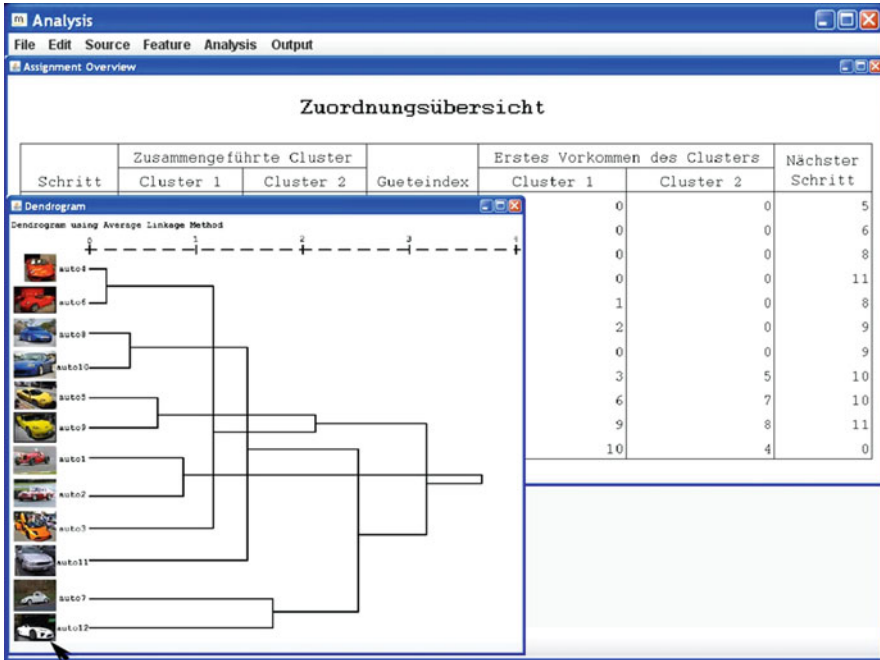 m Analysis
File Edit Source Feature Analysis Output
Assignment Overview
Zuordnungsübersicht
Zusammengeführte Cluster Erstes Vorkommen des Clusters Nächster
Schritt Cluster 1 Cluster 2 Gueteindex Cluster 1 Cluster 2 Schritt
0 0 5
0 0 6
0 0 8
0 0 11
1 0 8
2 0 9
0 0 9
3 5 10
6 7 10
9 8 11
10 4 0
Dendrogram
Dendrogram using Average Linkage Method
0 1 2 3 4
auto4
auto6
auto8
auto10
auto5
auto9
auto1
auto2
auto3
auto11
auto7
auto12